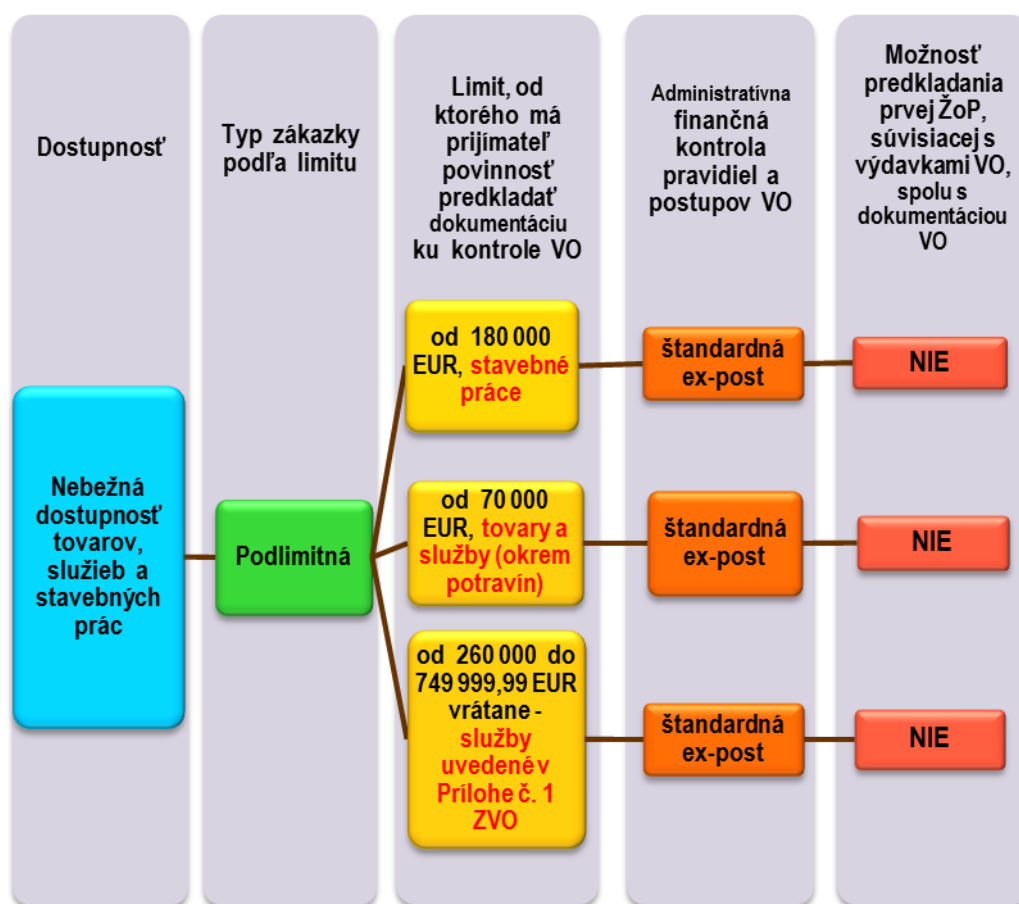 Dostupnosť
Typ zákazky
podľa limitu
Limit, od
ktorého má
prijímateľ
povinnosť
predkladať
dokumentáciu
ku kontrole VO
Administratívna
finančná
kontrola
pravidiel a
postupov VO
Možnosť
predkladania
prvej ŽoP,
súvisiacej s
výdavkami VO,
spolu s
dokumentáciou
VO
Nebežná
dostupnosť
tovarov,
služieb a
stavebných
prác
Podlimitná
od 180 000
EUR, stavebné
práce
štandardná
ex-post
NIE
od 70 000
EUR, tovary a
služby (okrem
potravín)
štandardná
ex-post
NIE
od 260 000 do
749 999,99 EUR
vrátane -
služby
uvedené v
Prílohe č. 1
ZVO
štandardná
ex-post
NIE